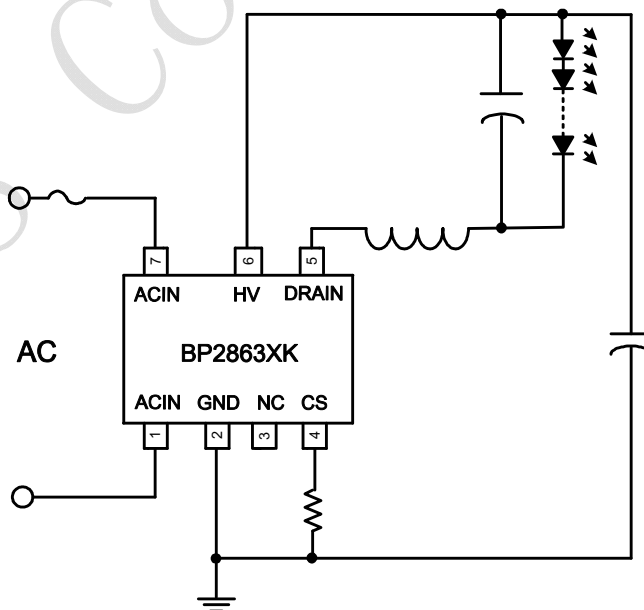 7 6 5
ACIN HV DRAIN
AC
BP2863XK
ACIN GND NC CS
1 2 3 4